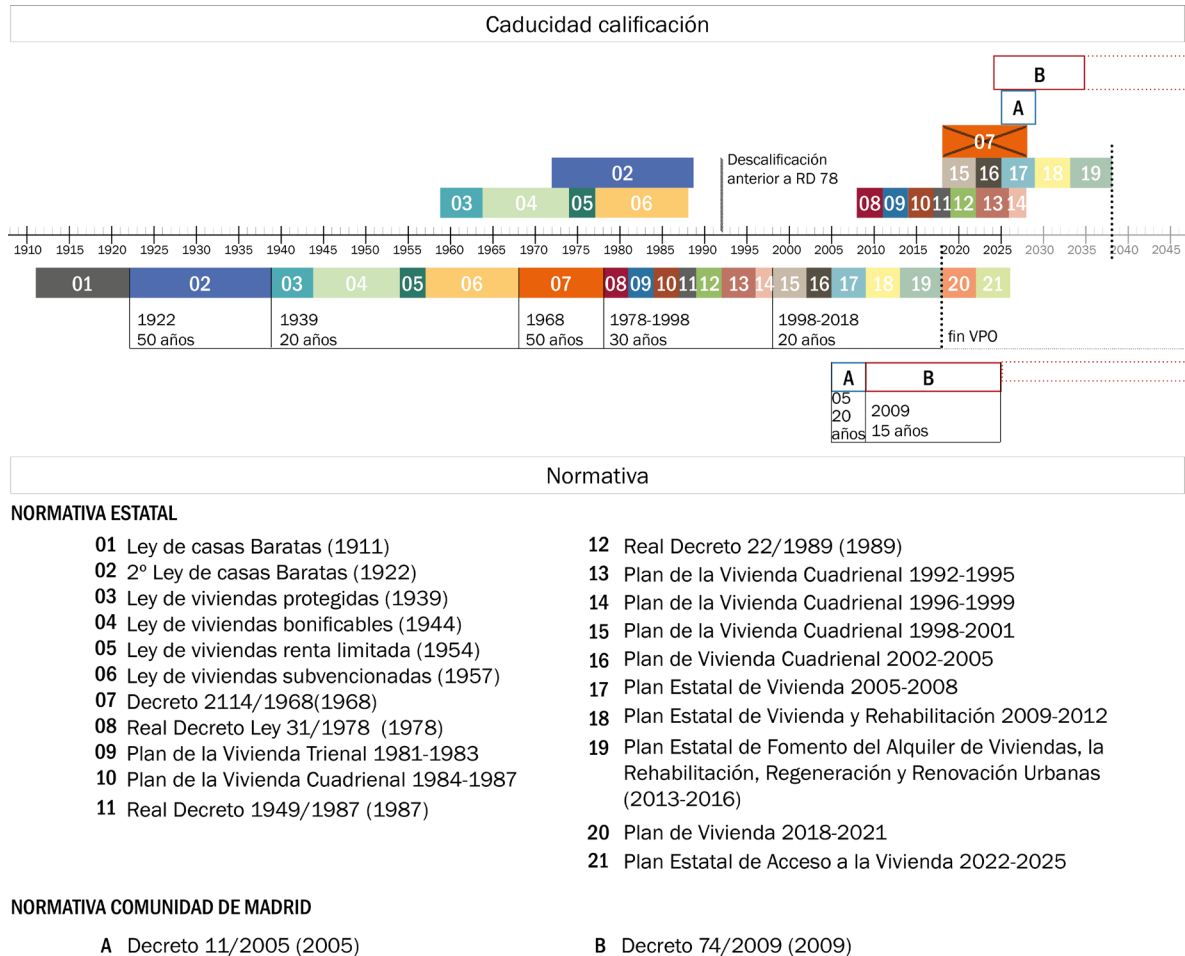 Caducidad calificación
B
A
07
02
Descalificación
anterior a RD 78
15 16 17 18 19
03 04 05 06
08 09 10 11 12 13 14
1910 1915 1920 1925 1930 1935 1940 1945 1950 1955 1960 1965 1970 1975 1980 1985 1990 1995 2000 2005 2010 2015 2020 2025 2030 2035 2040 2045
01 02 03 04 05 06 07 08 09 10 11 12 13 14 15 16 17 18 19 20 21
1922
50 años
1939
20 años
1968
50 años
1978-1998
30 años
1998-2018
20 años
fin VPO
A
B
05
20
años
2009
15 años
Normativa
NORMATIVA ESTATAL
01 Ley de casas Baratas (1911)
02 2º Ley de casas Baratas (1922)
03 Ley de viviendas protegidas (1939)
04 Ley de viviendas bonificables (1944)
05 Ley de viviendas renta limitada (1954)
06 Ley de viviendas subvencionadas (1957)
07 Decreto 2114/1968(1968)
08 Real Decreto Ley 31/1978 (1978)
09 Plan de la Vivienda Trienal 1981-1983
10 Plan de la Vivienda Cuadrienal 1984-1987
11 Real Decreto 1949/1987 (1987)
12 Real Decreto 22/1989 (1989)
13 Plan de la Vivienda Cuadrienal 1992-1995
14 Plan de la Vivienda Cuadrienal 1996-1999
15 Plan de la Vivienda Cuadrienal 1998-2001
16 Plan de Vivienda Cuadrienal 2002-2005
17 Plan Estatal de Vivienda 2005-2008
18 Plan Estatal de Vivienda y Rehabilitación 2009-2012
19 Plan Estatal de Fomento del Alquiler de Viviendas, la
Rehabilitación, Regeneración y Renovación Urbanas
(2013-2016)
20 Plan de Vivienda 2018-2021
21 Plan Estatal de Acceso a la Vivienda 2022-2025
NORMATIVA COMUNIDAD DE MADRID
A Decreto 11/2005 (2005)
B Decreto 74/2009 (2009)